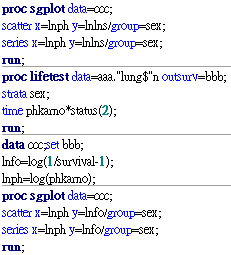 proc sgplot data=ccc;
scatter x=lnph y=lnlns/group=sex;
series x=lnph y=lnlns/group=sex;
run;
proc lifetest data=aaa."lung$"n outsurv=bbb;
strata sex;
time phkarno*status(2);
run;
data ccc;set bbb;
lnfo=log(1/survival-1);
lnph=log(phkarno);
proc sgplot data=ccc;
scatter x=lnph y=lnfo/group=sex;
series x=lnph y=lnfo/group=sex;
run;